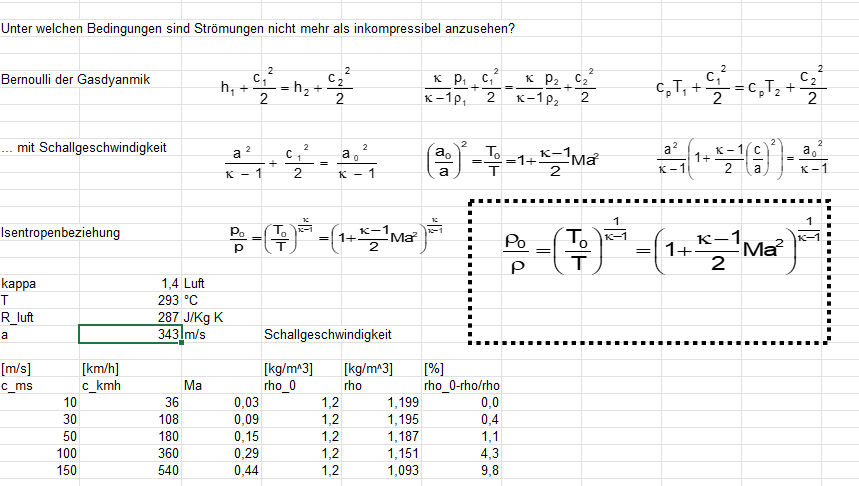 Unter welchen Bedingungen sind Strömungen nicht mehr als inkompressibel anzusehen?
Bernoulli der Gasdyanmik h₁ + c₁²/2 = h₂ + c₂²/2 κ/(κ−1) p₁/ρ₁ + c₁²/2 = κ/(κ−1) p₂/ρ₂ + c₂²/2 cₚT₁ + c₁²/2 = cₚT₂ + c₂²/2
... mit Schallgeschwindigkeit a²/(κ − 1) + c₁²/2 = a₀²/(κ − 1) (a₀/a)² = T₀/T = 1+ (κ−1)/2 Ma² a²/(κ−1) (1+ (κ−1)/2 (c/a)²) = a₀²/(κ−1)
Isentropenbeziehung p₀/p = (T₀/T)^(κ/(κ−1)) = (1+ (κ−1)/2 Ma²)^(κ/(κ−1)) ρ₀/ρ = (T₀/T)^(1/(κ−1)) = (1+ (κ−1)/2 Ma²)^(1/(κ−1))
kappa 1,4 Luft
T 293 °C
R_luft 287 J/Kg K
a 343 m/s Schallgeschwindigkeit
[m/s] [km/h] [kg/m^3] [kg/m^3] [%]
c_ms c_kmh Ma rho_0 rho rho_0-rho/rho
10 36 0,03 1,2 1,199 0,0
30 108 0,09 1,2 1,195 0,4
50 180 0,15 1,2 1,187 1,1
100 360 0,29 1,2 1,151 4,3
150 540 0,44 1,2 1,093 9,8